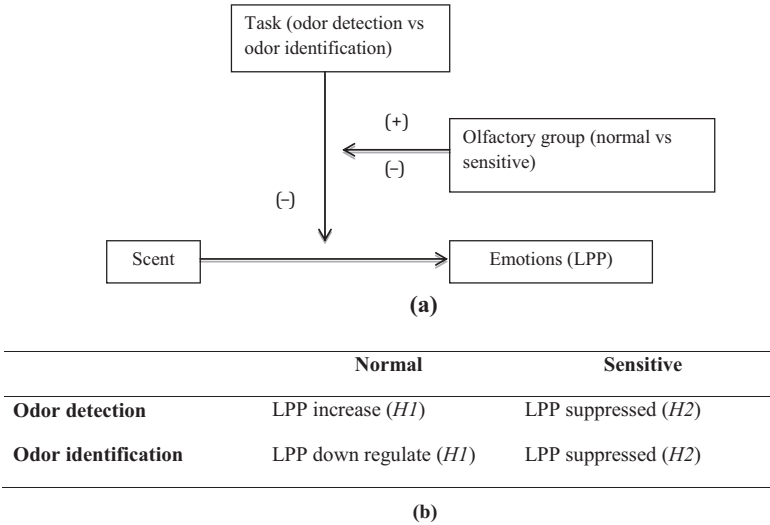 Task (odor detection vs
odor identification)
(+)
Olfactory group (normal vs
sensitive)
(−)
(−)
Scent
Emotions (LPP)
(a)
Normal Sensitive
Odor detection LPP increase (H1) LPP suppressed (H2)
Odor identification LPP down regulate (H1) LPP suppressed (H2)
(b)